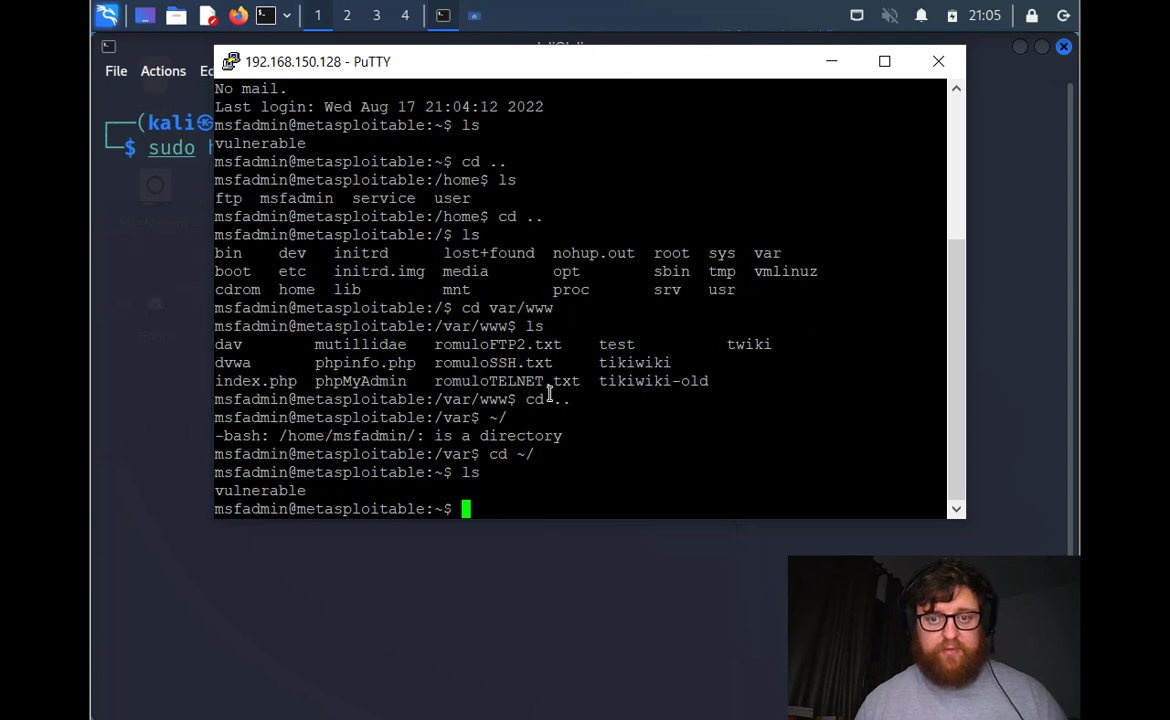 1 2 3 4 21:05
192.168.150.128 - PuTTY
File Actions Ed
┌──(kali
└─$ sudo
No mail.
Last login: Wed Aug 17 21:04:12 2022
msfadmin@metasploitable:~$ ls
vulnerable
msfadmin@metasploitable:~$ cd ..
msfadmin@metasploitable:/home$ ls
ftp msfadmin service user
msfadmin@metasploitable:/home$ cd ..
msfadmin@metasploitable:/$ ls
bin dev initrd lost+found nohup.out root sys var
boot etc initrd.img media opt sbin tmp vmlinuz
cdrom home lib mnt proc srv usr
msfadmin@metasploitable:/$ cd var/www
msfadmin@metasploitable:/var/www$ ls
dav mutillidae romuloFTP2.txt test twiki
dvwa phpinfo.php romuloSSH.txt tikiwiki
index.php phpMyAdmin romuloTELNET.txt tikiwiki-old
msfadmin@metasploitable:/var/www$ cd ..
msfadmin@metasploitable:/var$ ~/
-bash: /home/msfadmin/: is a directory
msfadmin@metasploitable:/var$ cd ~/
msfadmin@metasploitable:~$ ls
vulnerable
msfadmin@metasploitable:~$